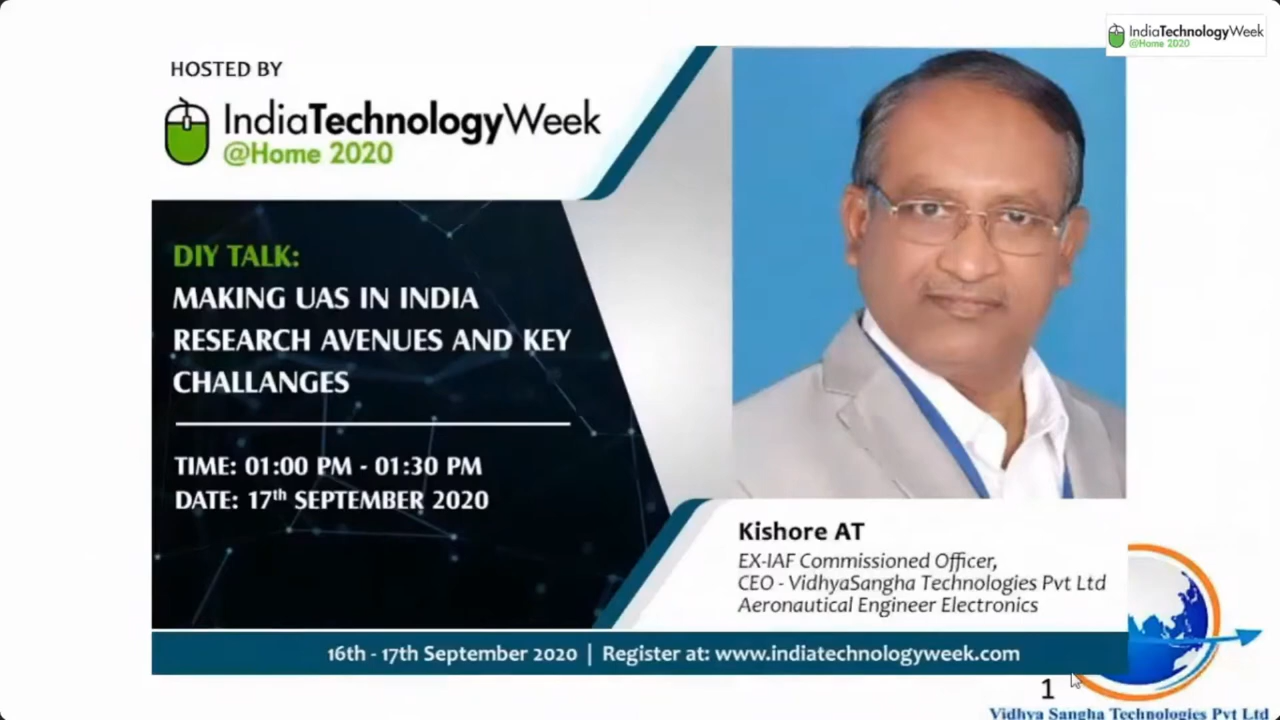 IndiaTechnologyWeek
@Home 2020
HOSTED BY
IndiaTechnologyWeek
@Home 2020
DIY TALK:
MAKING UAS IN INDIA
RESEARCH AVENUES AND KEY
CHALLANGES
TIME: 01:00 PM - 01:30 PM
DATE: 17th SEPTEMBER 2020
Kishore AT
EX-IAF Commissioned Officer,
CEO - VidhyaSangha Technologies Pvt Ltd
Aeronautical Engineer Electronics
16th - 17th September 2020 | Register at: www.indiatechnologyweek.com
1
Vidhya Sangha Technologies Pvt Ltd